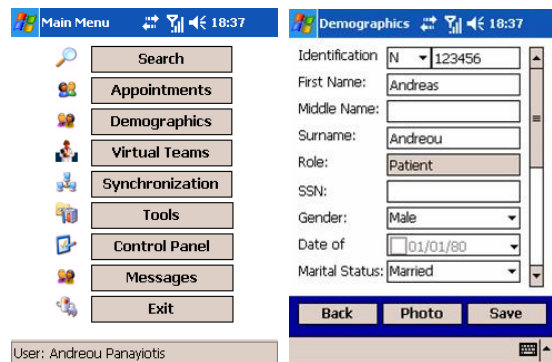 Main Menu 18:37
Search
Appointments
Demographics
Virtual Teams
Synchronization
Tools
Control Panel
Messages
Exit
User: Andreou Panayiotis
Demographics 18:37
Identification N 123456
First Name: Andreas
Middle Name:
Surname: Andreou
Role: Patient
SSN:
Gender: Male
Date of 01/01/80
Marital Status: Married
Back Photo Save